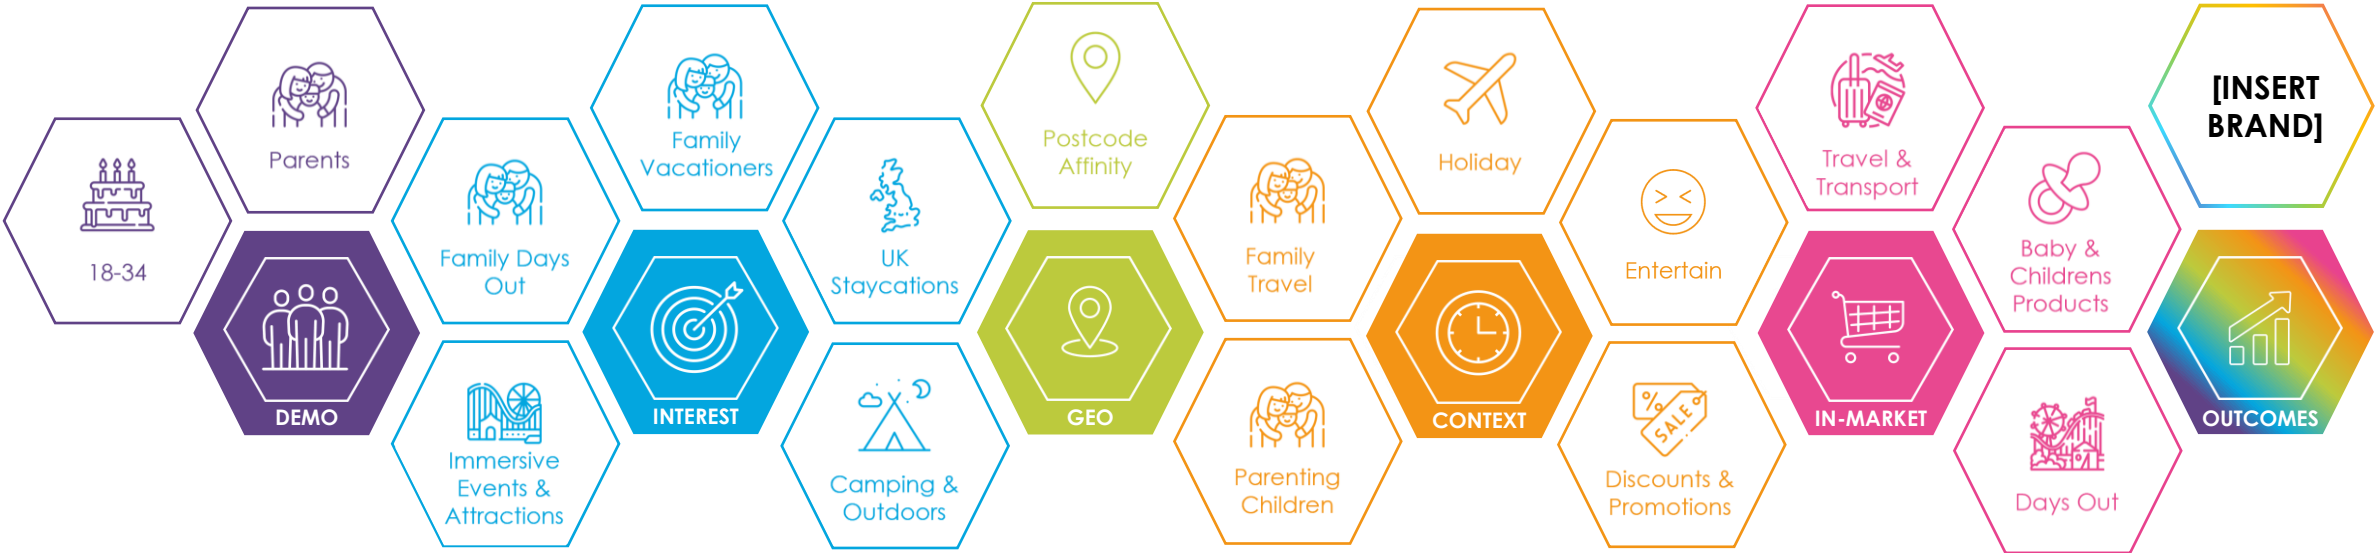 18-34
Parents
DEMO
Family Days
Out
Immersive
Events &
Attractions
Family
Vacationers
INTEREST
UK
Staycations
Camping &
Outdoors
Postcode
Affinity
GEO
Family
Travel
Parenting
Children
Holiday
CONTEXT
Entertain
%
SALE
Discounts &
Promotions
Travel &
Transport
IN-MARKET
Baby &
Childrens
Products
Days Out
[INSERT
BRAND]
OUTCOMES